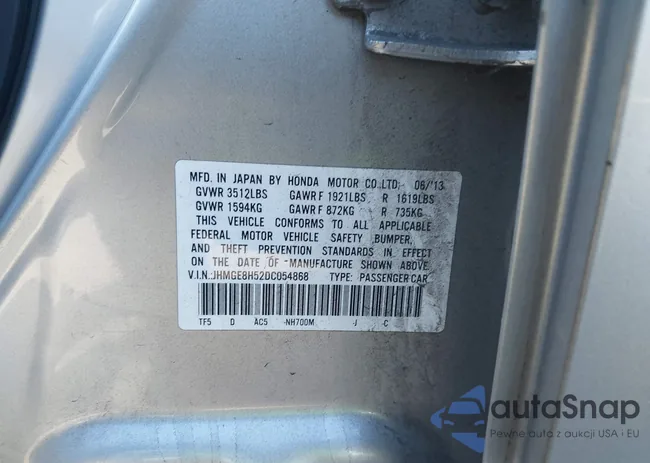 MFD. IN JAPAN BY HONDA MOTOR CO.,LTD; 06/'13
GVWR 3512LBS GAWR F 1921LBS R 1619LBS
GVWR 1594KG GAWR F 872KG R 735KG
THIS VEHICLE CONFORMS TO ALL APPLICABLE
FEDERAL MOTOR VEHICLE SAFETY, BUMPER,
AND THEFT PREVENTION STANDARDS IN EFFECT
ON THE DATE OF MANUFACTURE SHOWN ABOVE.
V.I.N.:JHMGE8H52DC054868 TYPE: PASSENGER CAR
TF5 D AC5 NH700M J C
autaSnap
Pewne auto z aukcji USA i EU